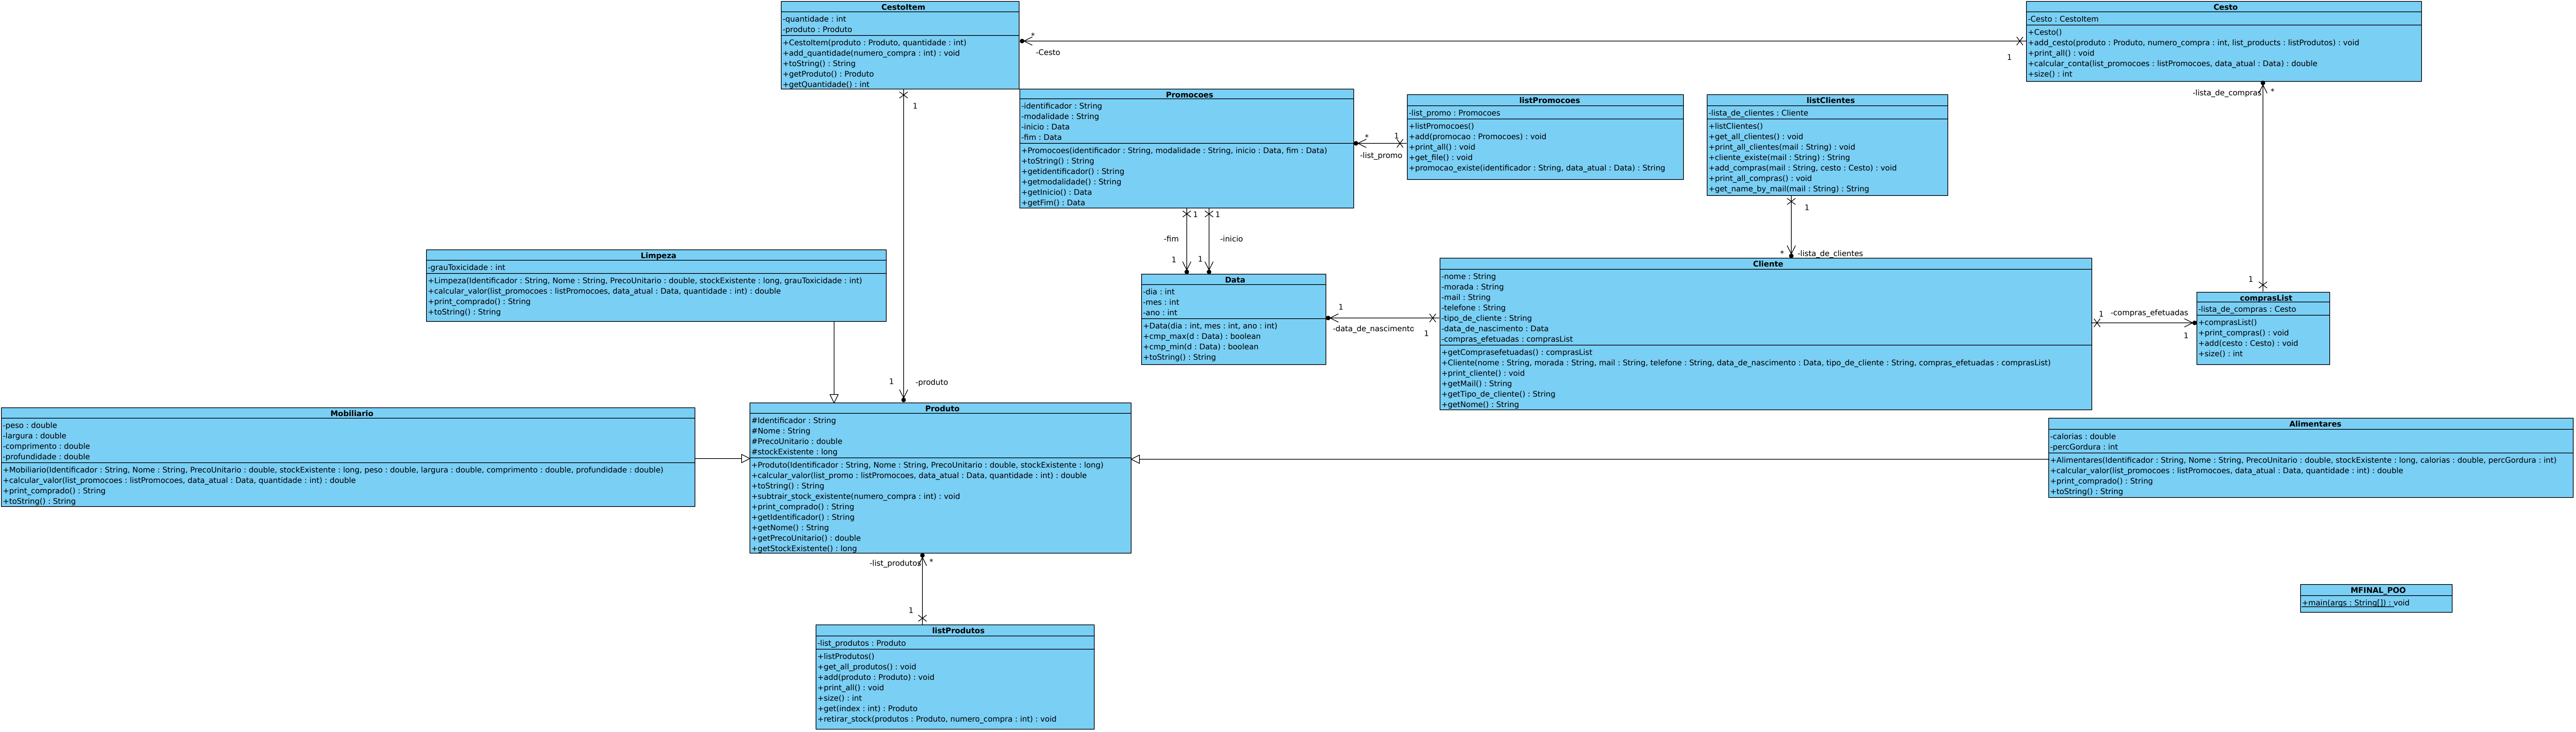 CestoItem
-quantidade : int
-produto : Produto
+CestoItem(produto : Produto, quantidade : int)
+add_quantidade(numero_compra : int) : void
+toString() : String
+getProduto() : Produto
+getQuantidade() : int
*
-Cesto
1
Cesto
-Cesto : CestoItem
+Cesto()
+add_cesto(produto : Produto, numero_compra : int, list_products : listProdutos) : void
+print_all() : void
+calcular_conta(list_promocoes : listPromocoes, data_atual : Data) : double
+size() : int
1
-lista_de_compras
*
Promocoes
-identificador : String
-modalidade : String
-inicio : Data
-fim : Data
+Promocoes(identificador : String, modalidade : String, inicio : Data, fim : Data)
+toString() : String
+getidentificador() : String
+getmodalidade() : String
+getInicio() : Data
+getFim() : Data
*
1
-list_promo
listPromocoes
-list_promo : Promocoes
+listPromocoes()
+add(promocao : Promocoes) : void
+print_all() : void
+get_file() : void
+promocao_existe(identificador : String, data_atual : Data) : String
listClientes
-lista_de_clientes : Cliente
+listClientes()
+get_all_clientes() : void
+print_all_clientes(mail : String) : void
+cliente_existe(mail : String) : String
+add_compras(mail : String, cesto : Cesto) : void
+print_all_compras() : void
+get_name_by_mail(mail : String) : String
1
1
1
-fim
-inicio
1
1
*
-lista_de_clientes
Limpeza
-grauToxicidade : int
+Limpeza(Identificador : String, Nome : String, PrecoUnitario : double, stockExistente : long, grauToxicidade : int)
+calcular_valor(list_promocoes : listPromocoes, data_atual : Data, quantidade : int) : double
+print_comprado() : String
+toString() : String
Data
-dia : int
-mes : int
-ano : int
+Data(dia : int, mes : int, ano : int)
+cmp_max(d : Data) : boolean
+cmp_min(d : Data) : boolean
+toString() : String
1
-data_de_nascimento
1
Cliente
-nome : String
-morada : String
-mail : String
-telefone : String
-tipo_de_cliente : String
-data_de_nascimento : Data
-compras_efetuadas : comprasList
+getComprasefetuadas() : comprasList
+Cliente(nome : String, morada : String, mail : String, telefone : String, data_de_nascimento : Data, tipo_de_cliente : String, compras_efetuadas : comprasList)
+print_cliente() : void
+getMail() : String
+getTipo_de_cliente() : String
+getNome() : String
1
-compras_efetuadas
1
1
comprasList
-lista_de_compras : Cesto
+comprasList()
+print_compras() : void
+add(cesto : Cesto) : void
+size() : int
1
-produto
Mobiliario
-peso : double
-largura : double
-comprimento : double
-profundidade : double
+Mobiliario(Identificador : String, Nome : String, PrecoUnitario : double, stockExistente : long, peso : double, largura : double, comprimento : double, profundidade : double)
+calcular_valor(list_promocoes : listPromocoes, data_atual : Data, quantidade : int) : double
+print_comprado() : String
+toString() : String
Produto
#Identificador : String
#Nome : String
#PrecoUnitario : double
#stockExistente : long
+Produto(Identificador : String, Nome : String, PrecoUnitario : double, stockExistente : long)
+calcular_valor(list_promo : listPromocoes, data_atual : Data, quantidade : int) : double
+toString() : String
+subtrair_stock_existente(numero_compra : int) : void
+print_comprado() : String
+getIdentificador() : String
+getNome() : String
+getPrecoUnitario() : double
+getStockExistente() : long
Alimentares
-calorias : double
-percGordura : int
+Alimentares(Identificador : String, Nome : String, PrecoUnitario : double, stockExistente : long, calorias : double, percGordura : int)
+calcular_valor(list_promocoes : listPromocoes, data_atual : Data, quantidade : int) : double
+print_comprado() : String
+toString() : String
-list_produtos
*
1
listProdutos
-list_produtos : Produto
+listProdutos()
+get_all_produtos() : void
+add(produto : Produto) : void
+print_all() : void
+size() : int
+get(index : int) : Produto
+retirar_stock(produtos : Produto, numero_compra : int) : void
MFINAL_POO
+main(args : String[]) : void